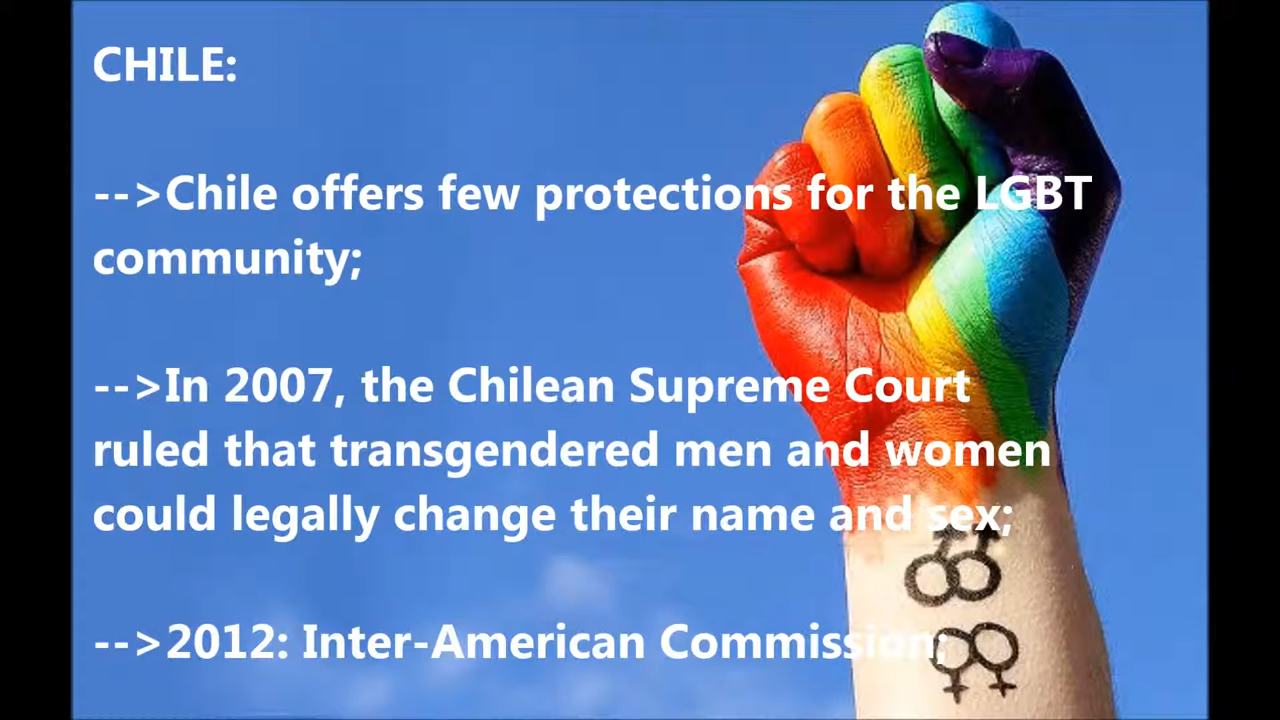 CHILE:
-->Chile offers few protections for the LGBT
community;
-->In 2007, the Chilean Supreme Court
ruled that transgendered men and women
could legally change their name and sex;
-->2012: Inter-American Commission;